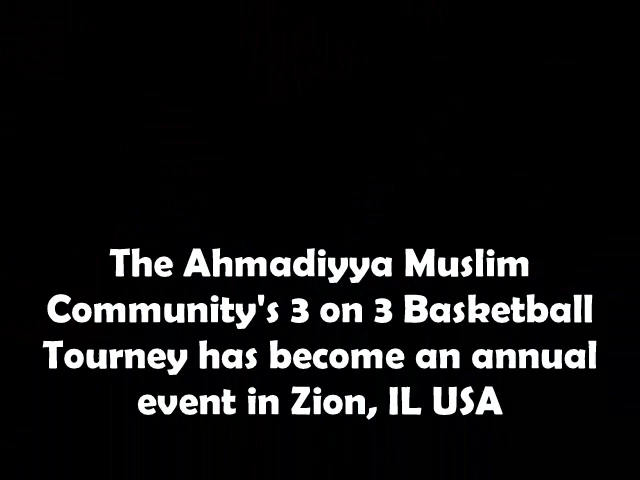 The Ahmadiyya Muslim
Community's 3 on 3 Basketball
Tourney has become an annual
event in Zion, IL USA